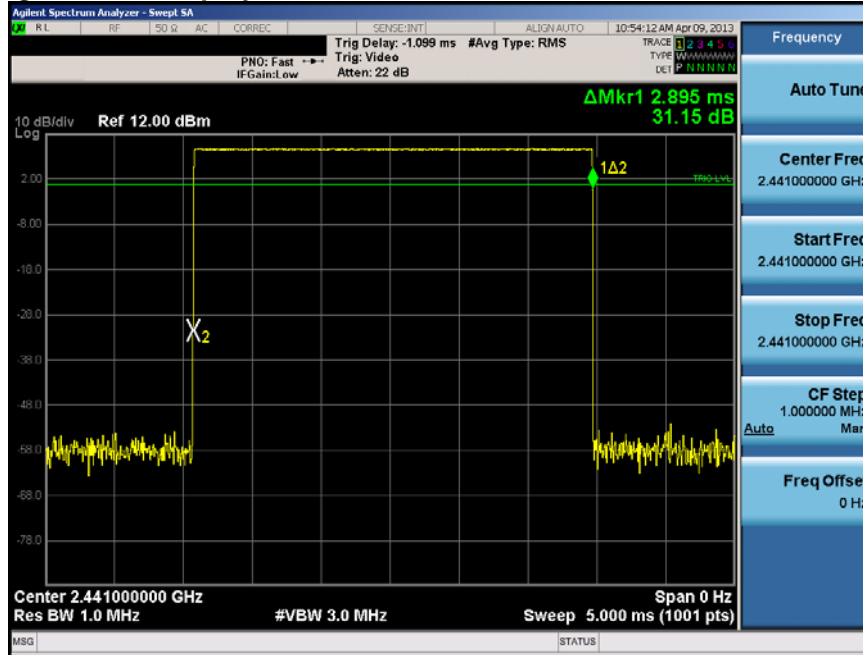 Agilent Spectrum Analyzer - Swept SA
RL RF 50 Ω AC CORREC SENSE:INT ALIGN AUTO 10:54:12 AM Apr 09, 2013
Trig Delay: -1.099 ms #Avg Type: RMS TRACE 1 2 3 4 5 6
PNO: Fast Trig: Video TYPE WWWWWW
IFGain:Low Atten: 22 dB DET P N N N N N
ΔMkr1 2.895 ms
10 dB/div Ref 12.00 dBm 31.15 dB
Log
1Δ2
2.00
TRIG LVL
-8.00
-18.0
-28.0
X2
-38.0
-48.0
-58.0
-68.0
-78.0
Center 2.441000000 GHz Span 0 Hz
Res BW 1.0 MHz #VBW 3.0 MHz Sweep 5.000 ms (1001 pts)
MSG STATUS
Frequency
Auto Tune
Center Freq
2.441000000 GHz
Start Freq
2.441000000 GHz
Stop Freq
2.441000000 GHz
CF Step
1.000000 MHz
Auto Man
Freq Offset
0 Hz